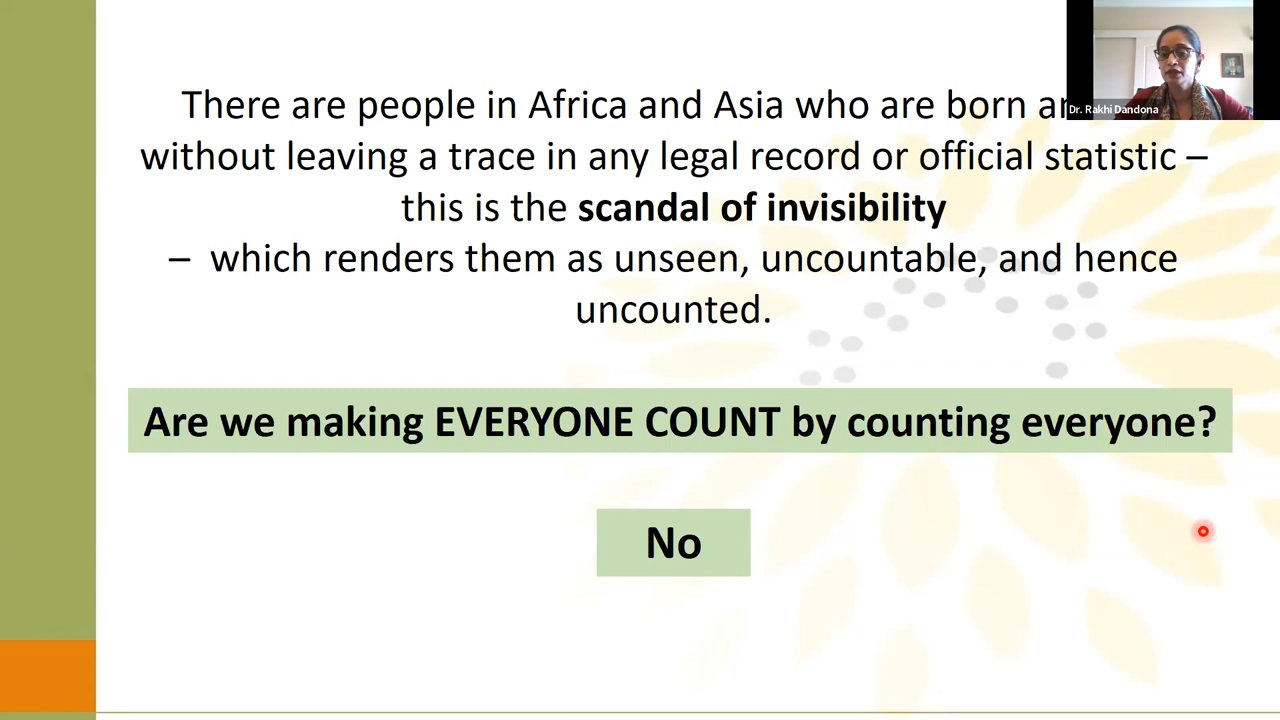 There are people in Africa and Asia who are born
Dr. Rakhi Dandona
without leaving a trace in any legal record or official statistic –
this is the scandal of invisibility
– which renders them as unseen, uncountable, and hence
uncounted.
Are we making EVERYONE COUNT by counting everyone?
No